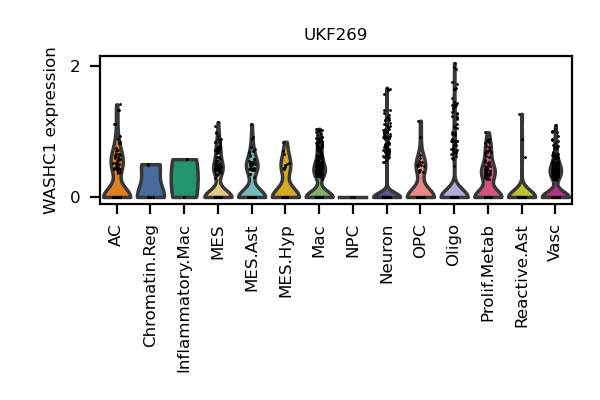 UKF269
WASHC1 expression
2
0
AC
Chromatin.Reg
Inflammatory.Mac
MES
MES.Ast
MES.Hyp
Mac
NPC
Neuron
OPC
Oligo
Prolif.Metab
Reactive.Ast
Vasc